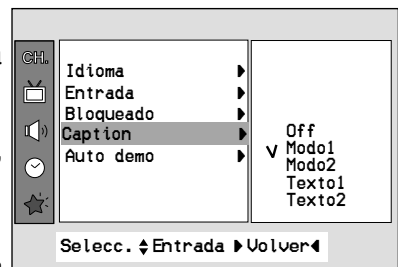 CH.
Idioma
Entrada
Bloqueado
Caption
Auto demo
Off
Modo1
Modo2
Texto1
Texto2
Selecc. Entrada Volver